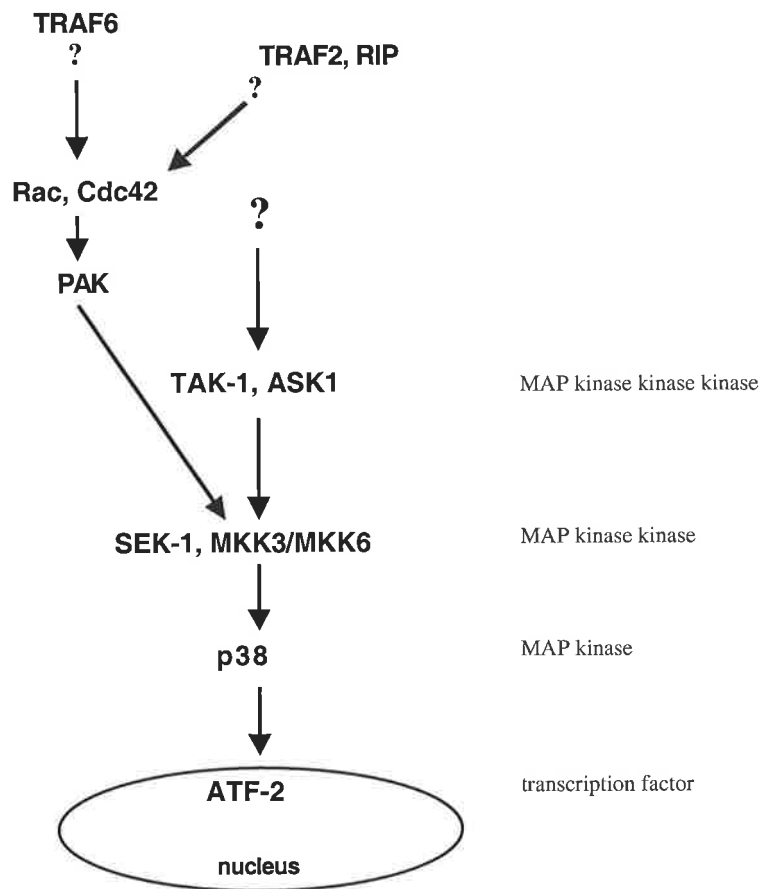 TRAF6
?
TRAF2, RIP
?
Rac, Cdc42
?
PAK
TAK-1, ASK1
MAP kinase kinase kinase
SEK-1, MKK3/MKK6
MAP kinase kinase
p38
MAP kinase
ATF-2
transcription factor
nucleus